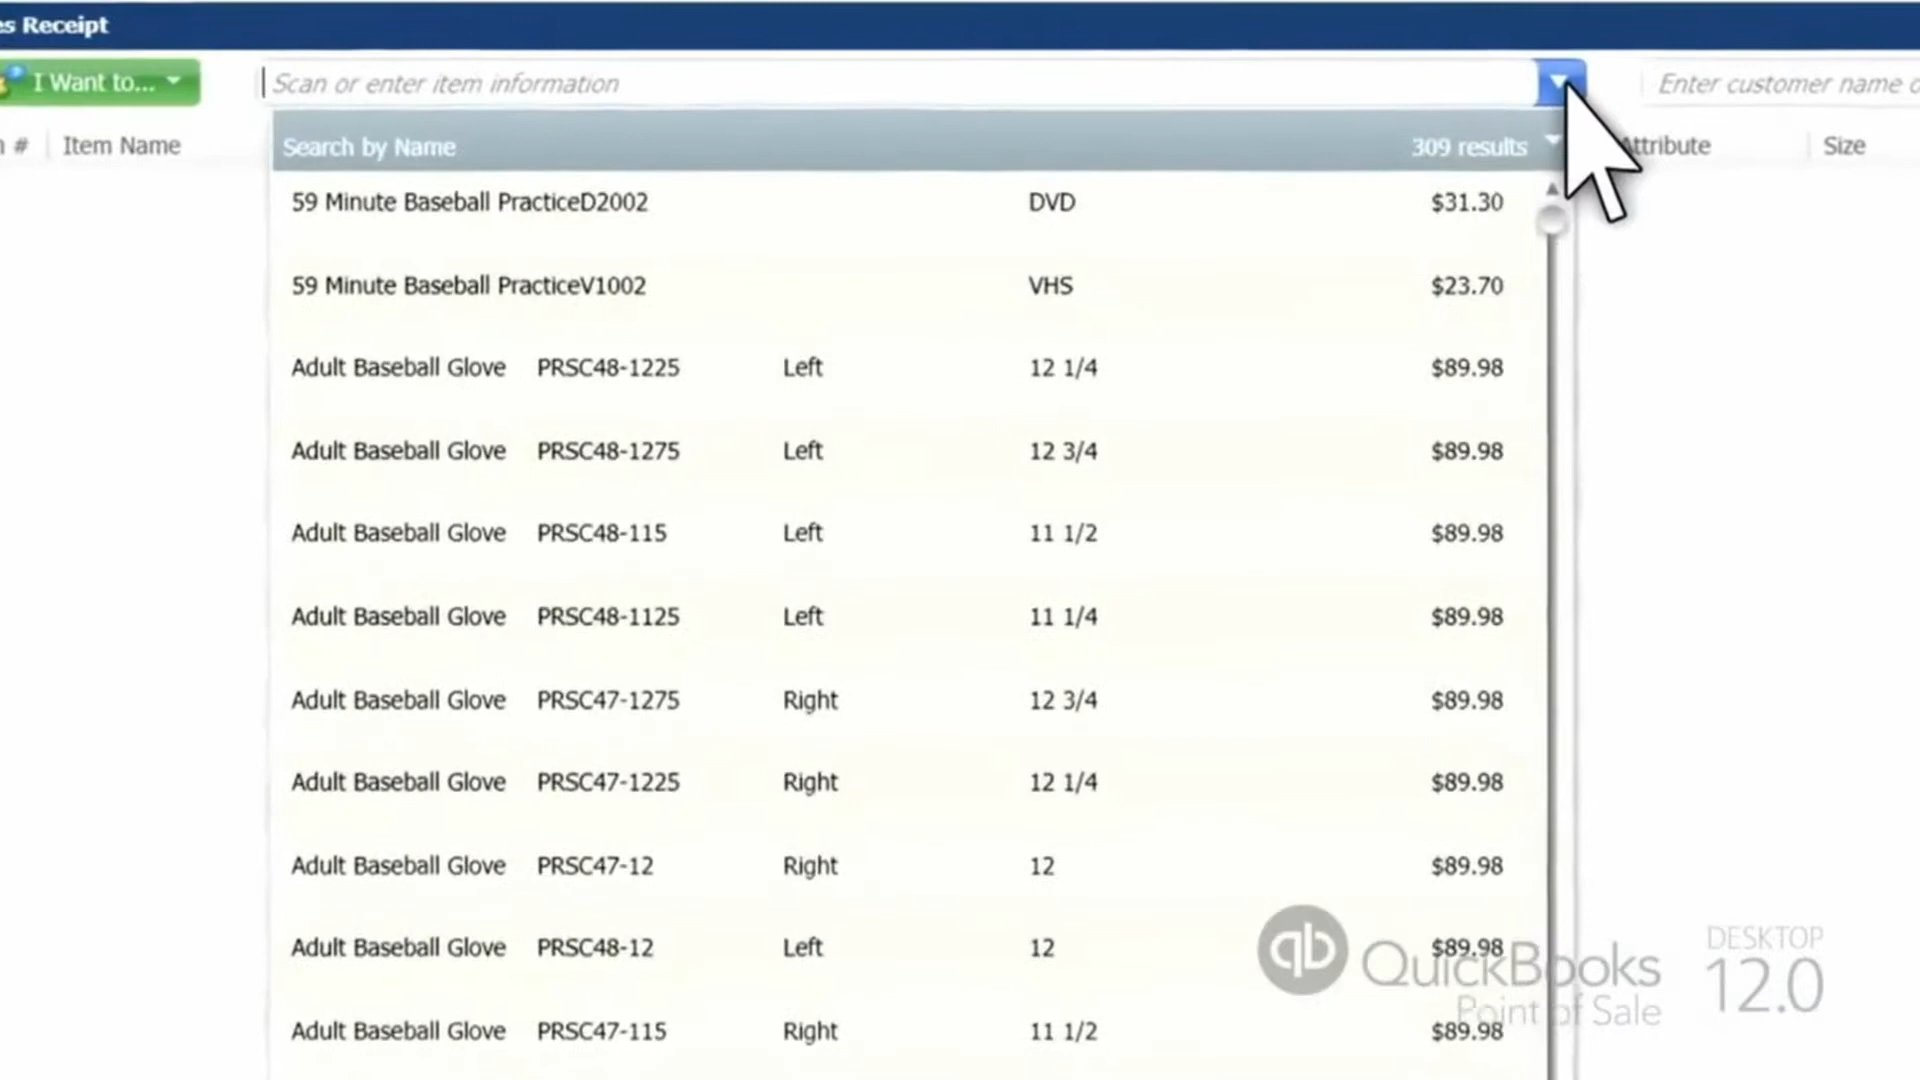 es Receipt
I Want to...
Scan or enter item information
Enter customer name o
#
Item Name
Search by Name 309 results
Attribute
Size
59 Minute Baseball PracticeD2002 DVD $31.30
59 Minute Baseball PracticeV1002 VHS $23.70
Adult Baseball Glove PRSC48-1225 Left 12 1/4 $89.98
Adult Baseball Glove PRSC48-1275 Left 12 3/4 $89.98
Adult Baseball Glove PRSC48-115 Left 11 1/2 $89.98
Adult Baseball Glove PRSC48-1125 Left 11 1/4 $89.98
Adult Baseball Glove PRSC47-1275 Right 12 3/4 $89.98
Adult Baseball Glove PRSC47-1225 Right 12 1/4 $89.98
Adult Baseball Glove PRSC47-12 Right 12 $89.98
Adult Baseball Glove PRSC48-12 Left 12 $89.98
Adult Baseball Glove PRSC47-115 Right 11 1/2 $89.98
qb QuickBooks
Point of Sale
DESKTOP
12.0